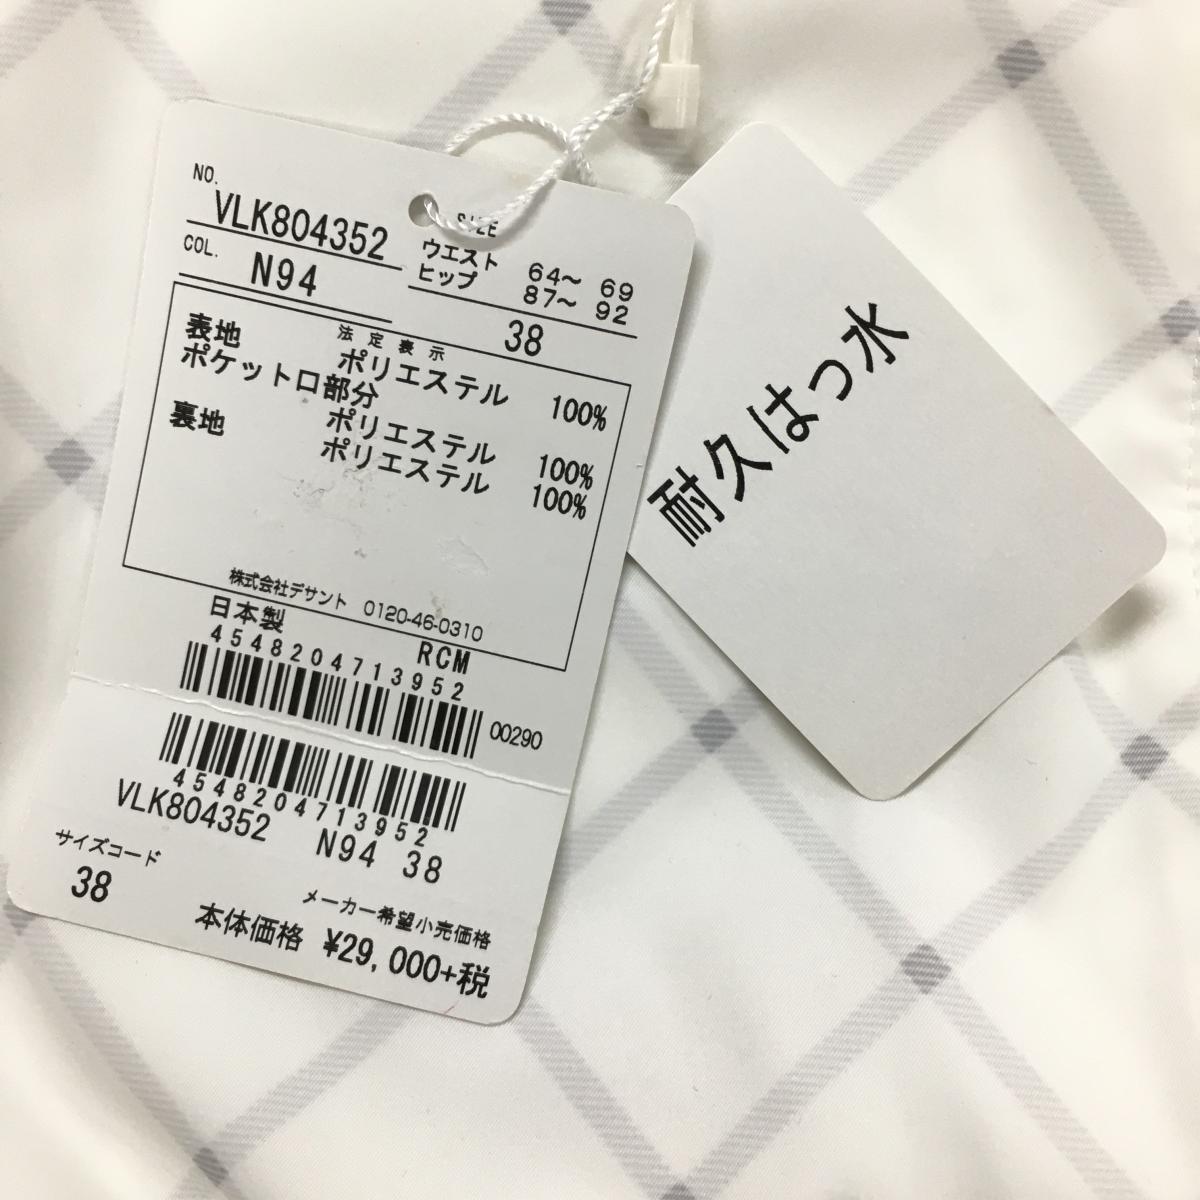 NO.
VLK804352
COL.
N94
SIZE
ウエスト 64～ 69
ヒップ 87～ 92
38
法定表示
表地 ポリエステル 100%
ポケット口部分
ポリエステル 100%
裏地 ポリエステル 100%
株式会社デサント 0120-46-0310
日本製 RCM
4548204713952
00290
4548204713952
VLK804352 N94 38
サイズコード
38
メーカー希望小売価格
本体価格 ¥29,000+税
耐久はっ水